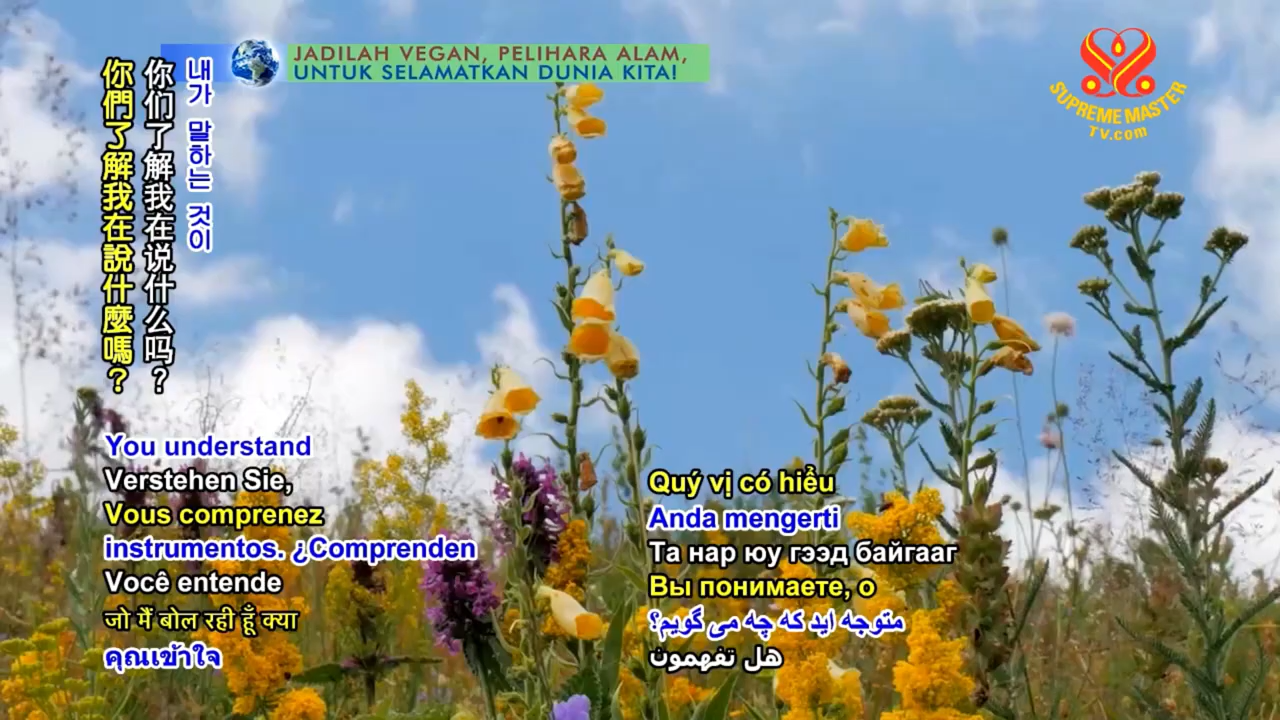 JADILAH VEGAN, PELIHARA ALAM,
UNTUK SELAMATKAN DUNIA KITA!
SUPREME MASTER
TV.com
내가 말하는 것이
你们了解我在说什么吗？
你們了解我在說什麼嗎？
You understand
Verstehen Sie,
Vous comprenez
instrumentos. ¿Comprenden
Você entende
जो मैं बोल रही हूँ क्या
คุณเข้าใจ
Quý vị có hiểu
Anda mengerti
Та нар юу гээд байгааг
Вы понимаете, о
متوجه اید که چه می گویم؟
هل تفهمون